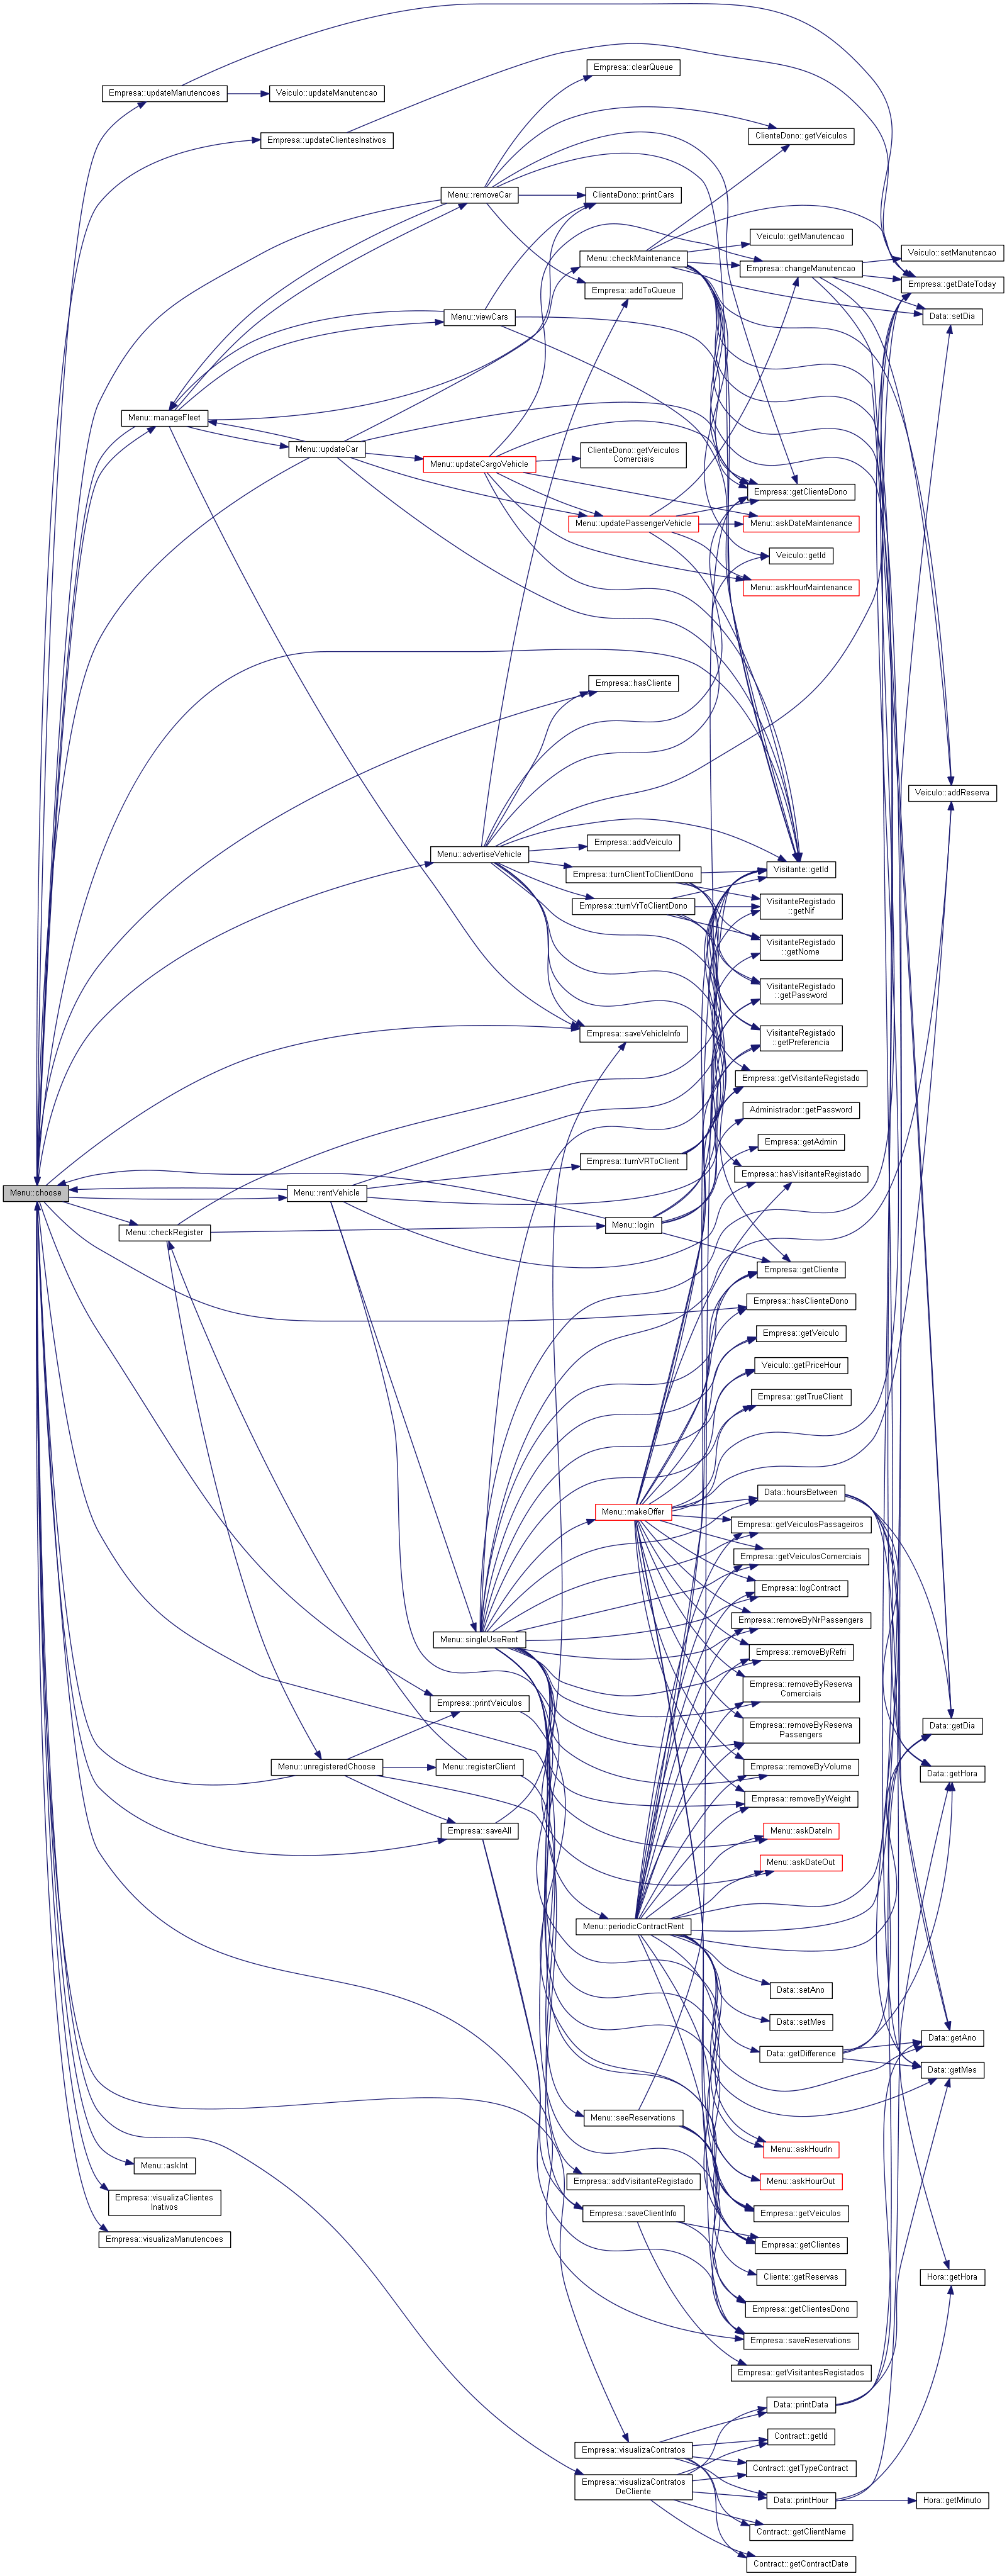 Empresa::clearQueue
Empresa::updateManutencoes
Veiculo::updateManutencao
Empresa::updateClientesInativos
ClienteDono::getVeiculos
Menu::removeCar
ClienteDono::printCars
Veiculo::getManutencao
Veiculo::setManutencao
Menu::checkMaintenance
Empresa::changeManutencao
Empresa::getDateToday
Empresa::addToQueue
Menu::viewCars
Data::setDia
Menu::manageFleet
Menu::updateCar
ClienteDono::getVeiculos
Comerciais
Menu::updateCargoVehicle
Empresa::getClienteDono
Menu::updatePassengerVehicle
Menu::askDateMaintenance
Veiculo::getId
Menu::askHourMaintenance
Empresa::hasCliente
Veiculo::addReserva
Empresa::addVeiculo
Menu::advertiseVehicle
Empresa::turnClientToClientDono
Visitante::getId
Empresa::turnVrToClientDono
VisitanteRegistado
::getNif
VisitanteRegistado
::getNome
VisitanteRegistado
::getPassword
Empresa::saveVehicleInfo
VisitanteRegistado
::getPreferencia
Empresa::getVisitanteRegistado
Administrador::getPassword
Empresa::getAdmin
Empresa::turnVRToClient
Empresa::hasVisitanteRegistado
Menu::choose
Menu::rentVehicle
Menu::checkRegister
Menu::login
Empresa::getCliente
Empresa::hasClienteDono
Empresa::getVeiculo
Veiculo::getPriceHour
Empresa::getTrueClient
Data::hoursBetween
Menu::makeOffer
Empresa::getVeiculosPassageiros
Empresa::getVeiculosComerciais
Empresa::logContract
Empresa::removeByNrPassengers
Menu::singleUseRent
Empresa::removeByRefri
Empresa::removeByReserva
Comerciais
Empresa::printVeiculos
Empresa::removeByReserva
Passengers
Data::getDia
Menu::unregisteredChoose
Menu::registerClient
Empresa::removeByVolume
Data::getHora
Empresa::removeByWeight
Empresa::saveAll
Menu::askDateIn
Menu::askDateOut
Menu::periodicContractRent
Data::setAno
Data::setMes
Data::getAno
Data::getDifference
Data::getMes
Menu::seeReservations
Menu::askHourIn
Menu::askInt
Menu::askHourOut
Empresa::addVisitanteRegistado
Empresa::visualizaClientes
Inativos
Empresa::saveClientInfo
Empresa::getVeiculos
Empresa::visualizaManutencoes
Empresa::getClientes
Cliente::getReservas
Hora::getHora
Empresa::getClientesDono
Empresa::saveReservations
Empresa::getVisitantesRegistados
Data::printData
Contract::getId
Empresa::visualizaContratos
Contract::getTypeContract
Empresa::visualizaContratos
DeCliente
Data::printHour
Hora::getMinuto
Contract::getClientName
Contract::getContractDate